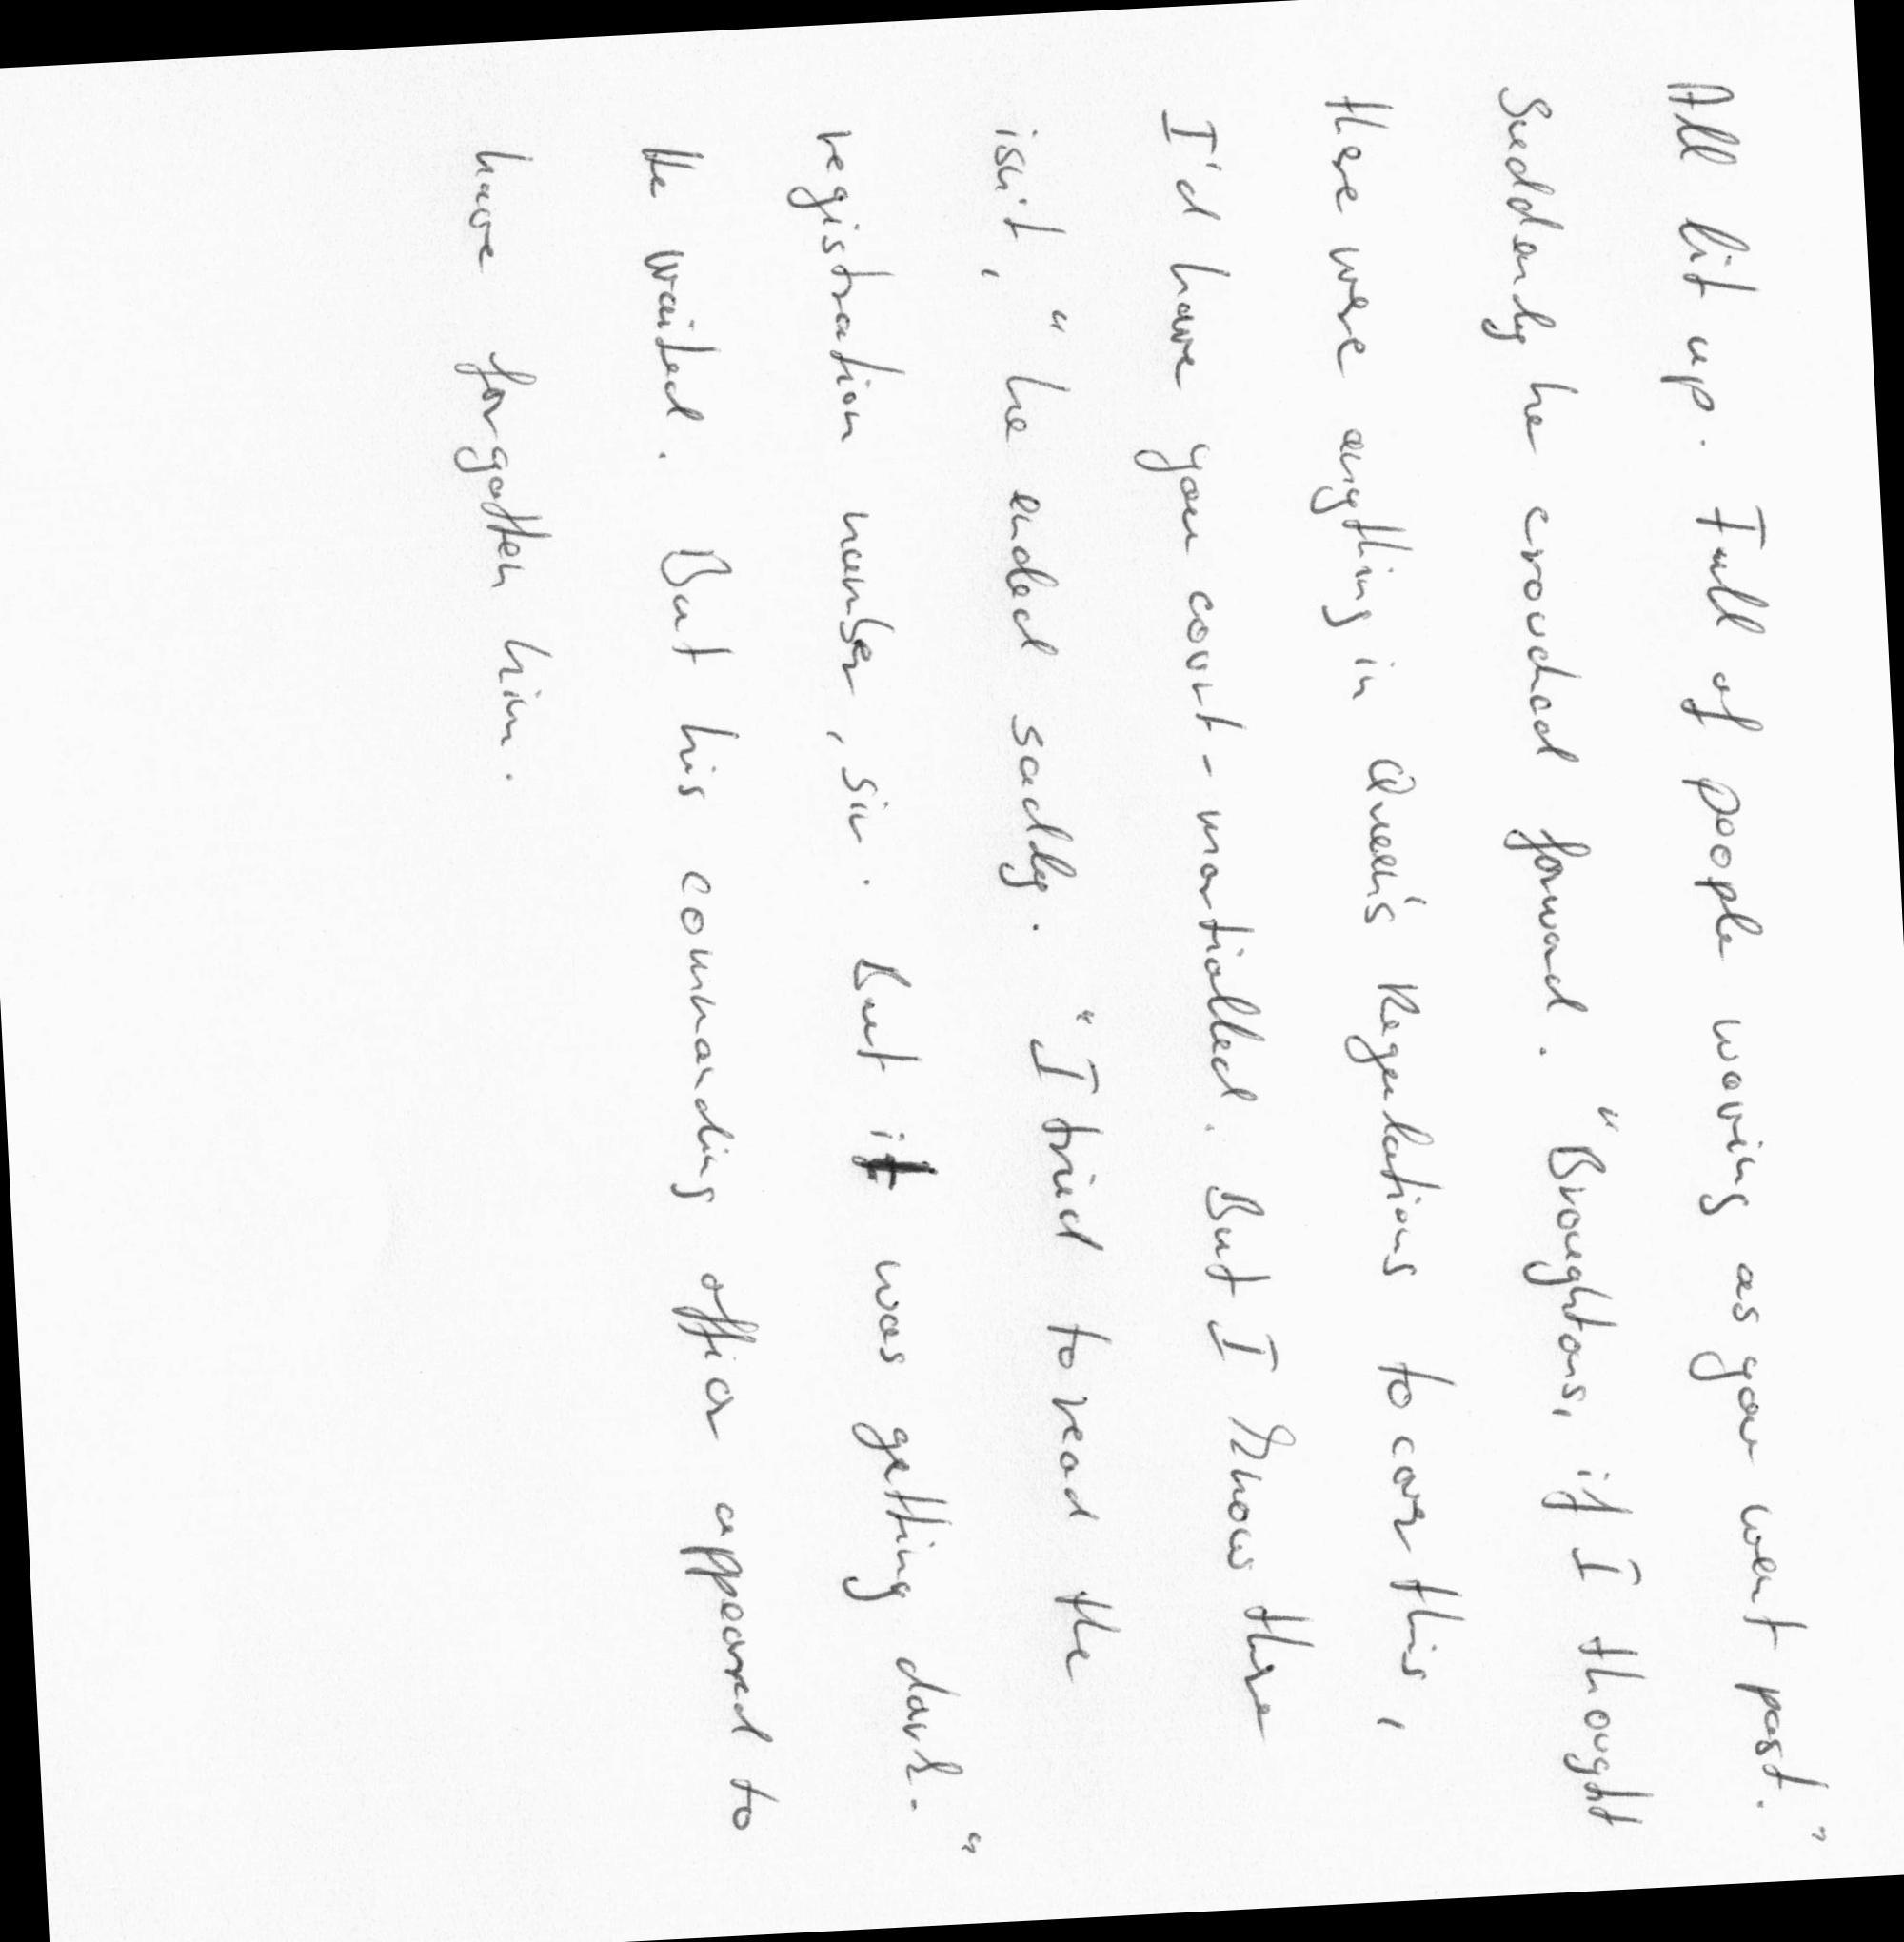 All lit up. Full of people waving as you went past."
Suddenly he crouched forward. "Broughtons, if I thought
there were anything in Queen's Regulations to cover this,
I'd have you court-martialled. But I know there
isn't," he ended sadly. "I tried to read the
registration number, sir. But it was getting dark."
He waited. But his commanding officer appeared to
have forgotten him.